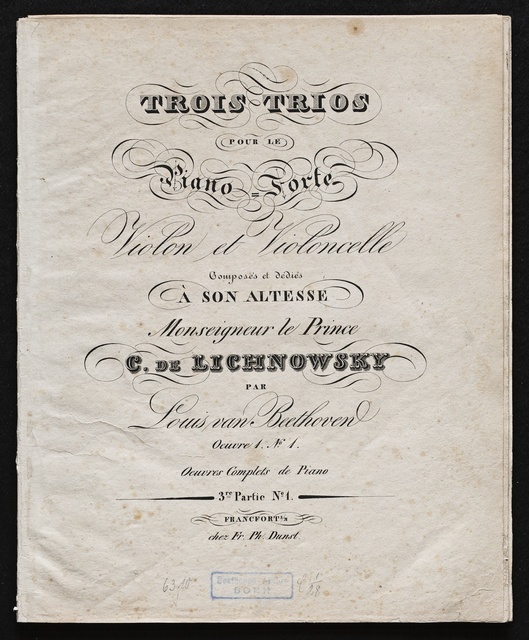 TROIS TRIOS
POUR LE
Piano=Forte
Violon et Violoncelle
Composés et dédiés
À SON ALTESSE
Monseigneur le Prince
C. DE LICHNOWSKY
PAR
Louis van Beethoven
Oeuvre 1. No. 1.
Oeuvres Complets de Piano
3me Partie No. 1.
FRANCFORT s/M
chez Fr. Ph. Dunst.
BONN